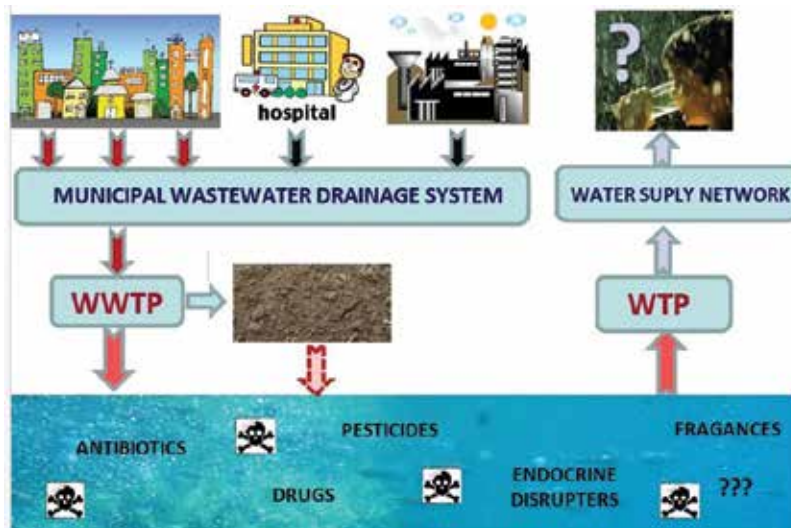 hospital
?
MUNICIPAL WASTEWATER DRAINAGE SYSTEM
WATER SUPLY NETWORK
WWTP
WTP
ANTIBIOTICS
PESTICIDES
FRAGANCES
DRUGS
ENDOCRINE
DISRUPTERS
???